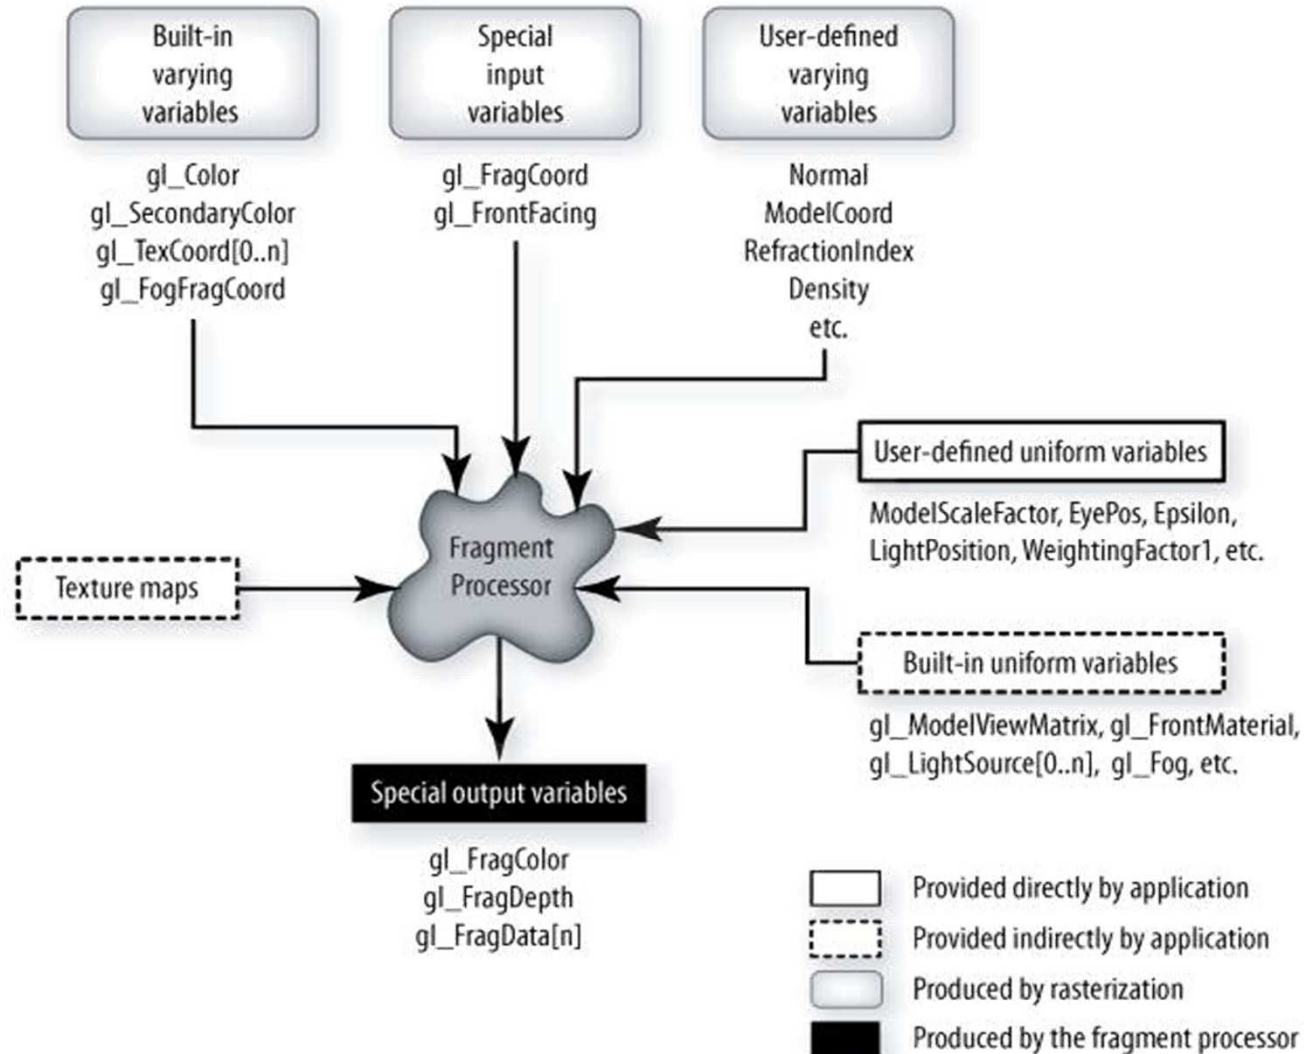 Built-in
varying
variables
gl_Color
gl_SecondaryColor
gl_TexCoord[0..n]
gl_FogFragCoord
Special
input
variables
gl_FragCoord
gl_FrontFacing
User-defined
varying
variables
Normal
ModelCoord
RefractionIndex
Density
etc.
User-defined uniform variables
ModelScaleFactor, EyePos, Epsilon,
LightPosition, WeightingFactor1, etc.
Fragment
Processor
Texture maps
Built-in uniform variables
gl_ModelViewMatrix, gl_FrontMaterial,
gl_LightSource[0..n], gl_Fog, etc.
Special output variables
gl_FragColor
gl_FragDepth
gl_FragData[n]
Provided directly by application
Provided indirectly by application
Produced by rasterization
Produced by the fragment processor